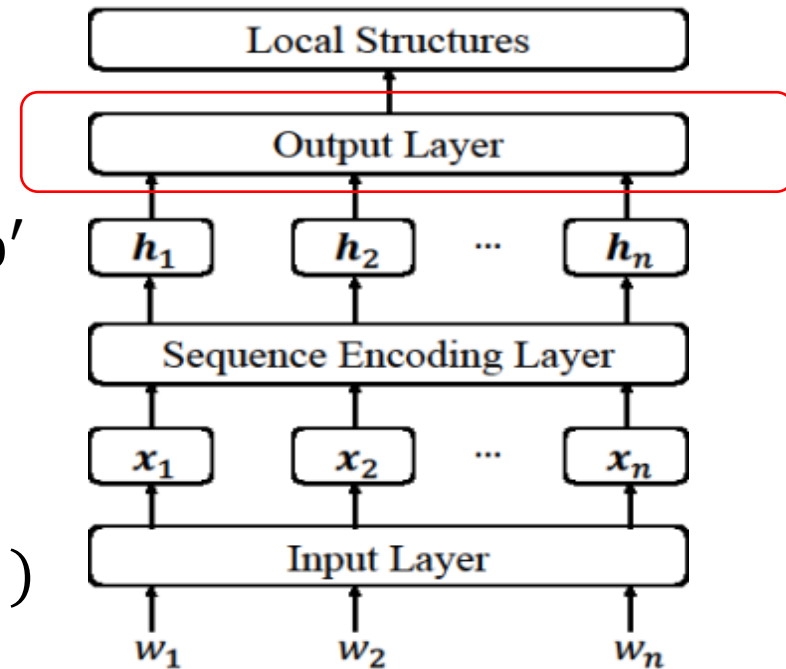 Local Structures
Output Layer
h₁ h₂ ... hₙ
Sequence Encoding Layer
x₁ x₂ ... xₙ
Input Layer
)
w₁ w₂ wₙ